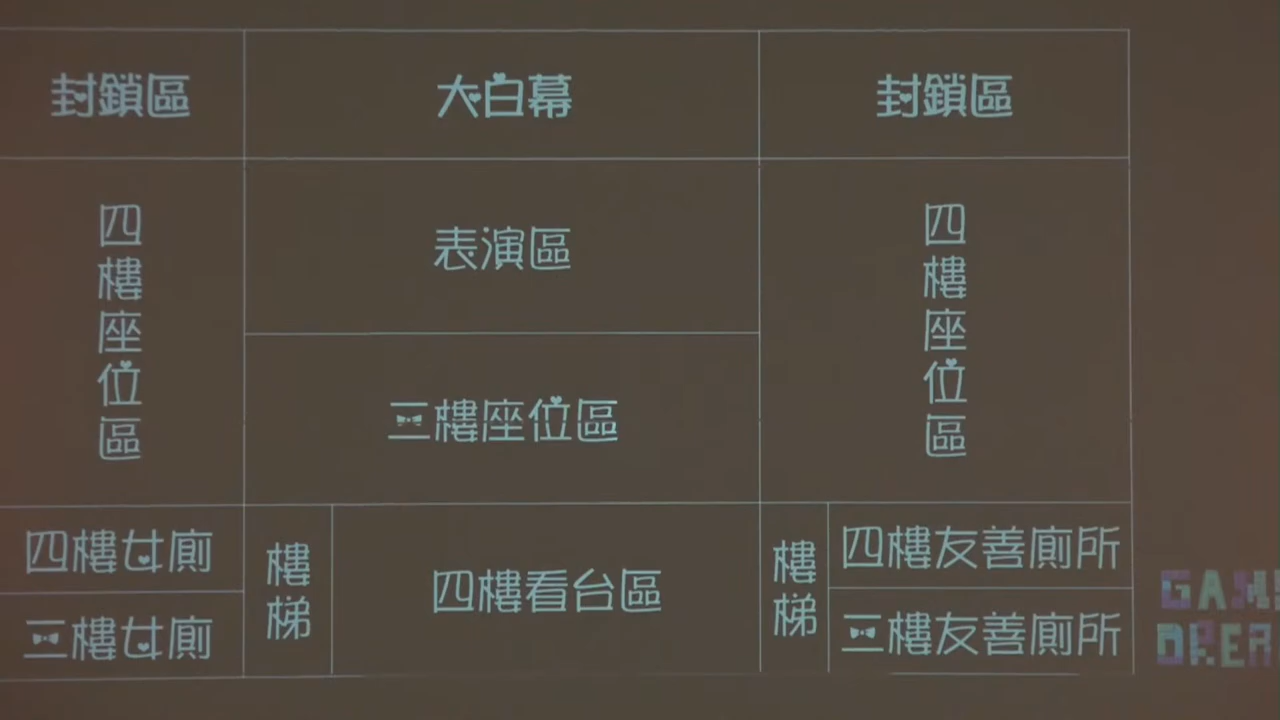 封鎖區
大白幕
封鎖區
四樓座位區
表演區
四樓座位區
三樓座位區
四樓女廁
樓梯
四樓看台區
樓梯
四樓友善廁所
三樓女廁
三樓友善廁所
GAM
DREA